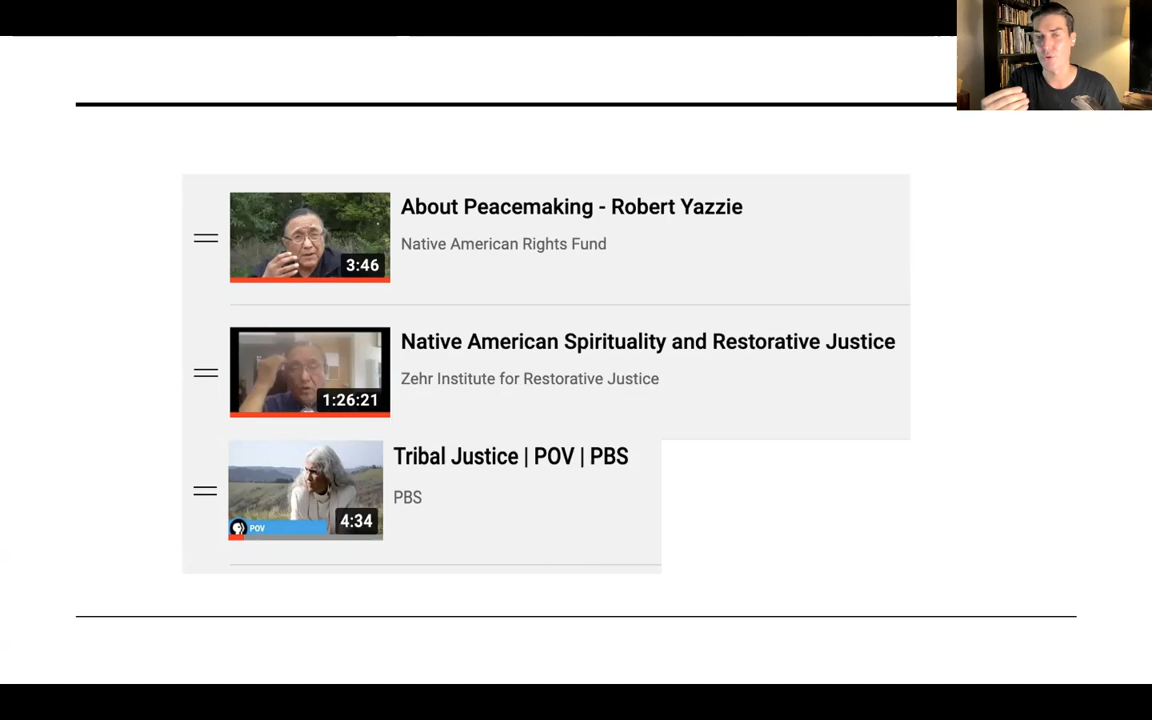 About Peacemaking - Robert Yazzie
Native American Rights Fund
3:46
Native American Spirituality and Restorative Justice
Zehr Institute for Restorative Justice
1:26:21
Tribal Justice | POV | PBS
PBS
4:34
POV